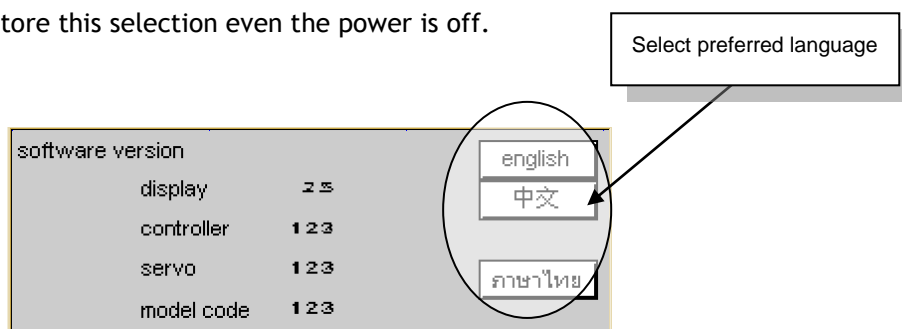 tore this selection even the power is off.
Select preferred language
software version
english
display 25
中文
controller 123
servo 123
ภาษาไทย
model code 123